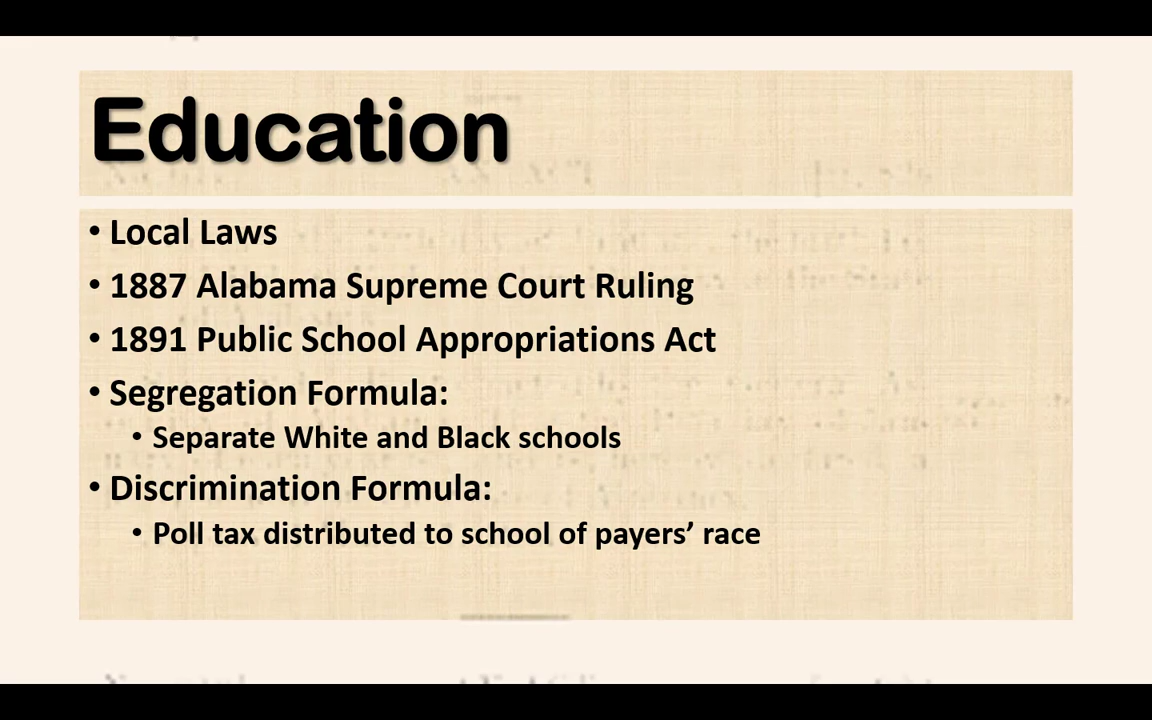 Education
• Local Laws
• 1887 Alabama Supreme Court Ruling
• 1891 Public School Appropriations Act
• Segregation Formula:
• Separate White and Black schools
• Discrimination Formula:
• Poll tax distributed to school of payers’ race